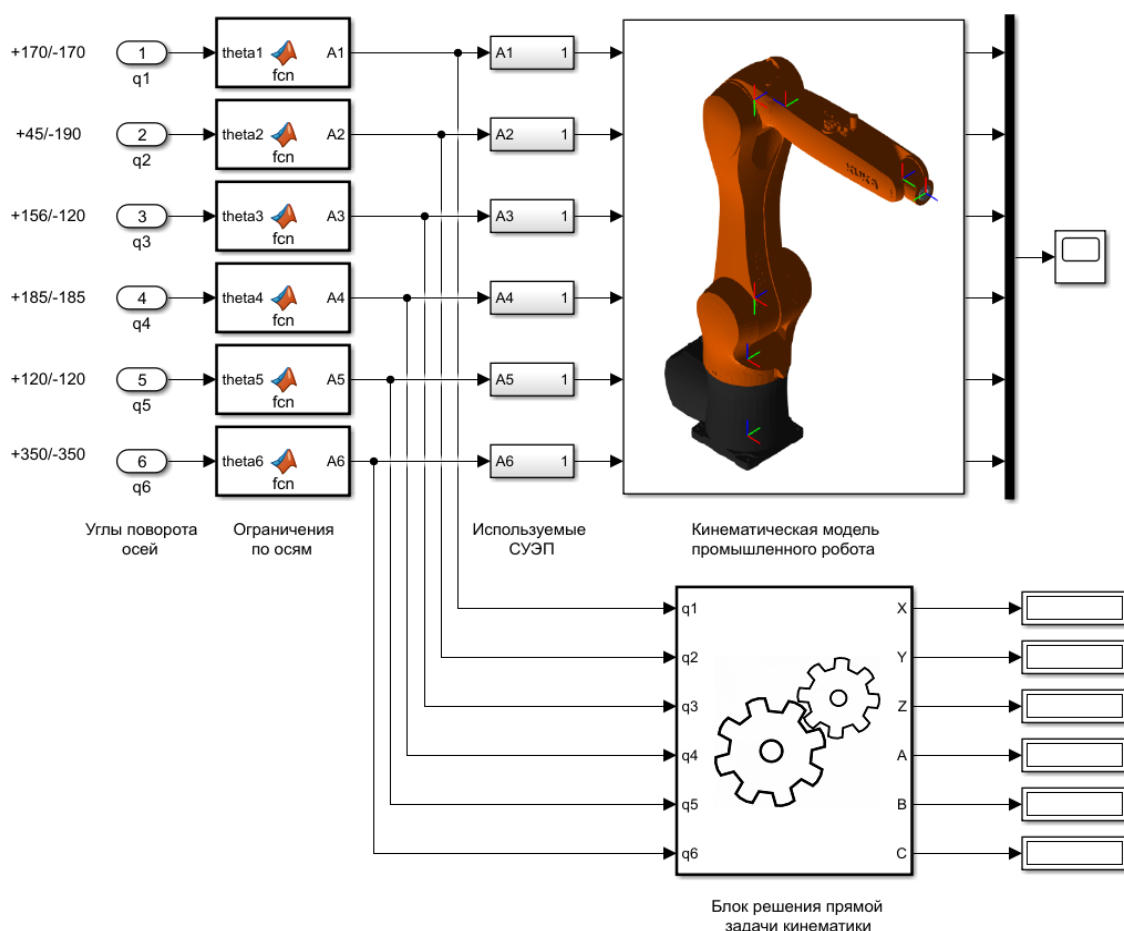 +170/-170
1
q1
theta1
A1
fcn
A1
1
+45/-190
2
q2
theta2
A2
fcn
A2
1
+156/-120
3
q3
theta3
A3
fcn
A3
1
+185/-185
4
q4
theta4
A4
fcn
A4
1
+120/-120
5
q5
theta5
A5
fcn
A5
1
+350/-350
6
q6
theta6
A6
fcn
A6
1
KUKA
Углы поворота
осей
Ограничения
по осям
Используемые
СУЭП
Кинематическая модель
промышленного робота
q1
X
q2
Y
q3
Z
q4
A
q5
B
q6
C
Блок решения прямой
задачи кинематики